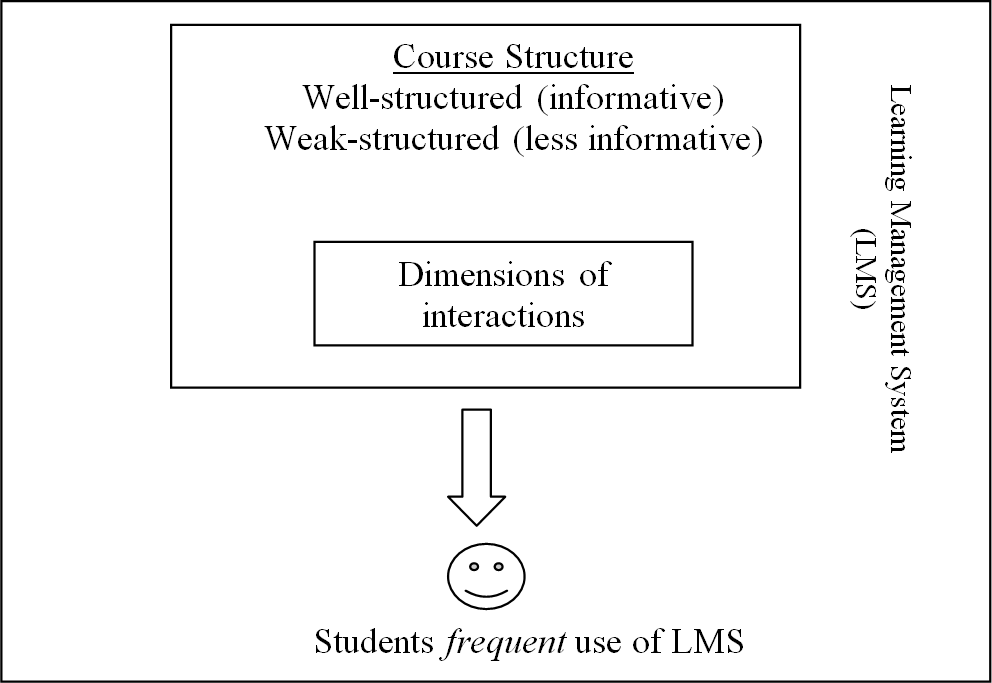 Course Structure
Well-structured (informative)
Weak-structured (less informative)
Dimensions of
interactions
Learning Management System
(LMS)
Students frequent use of LMS